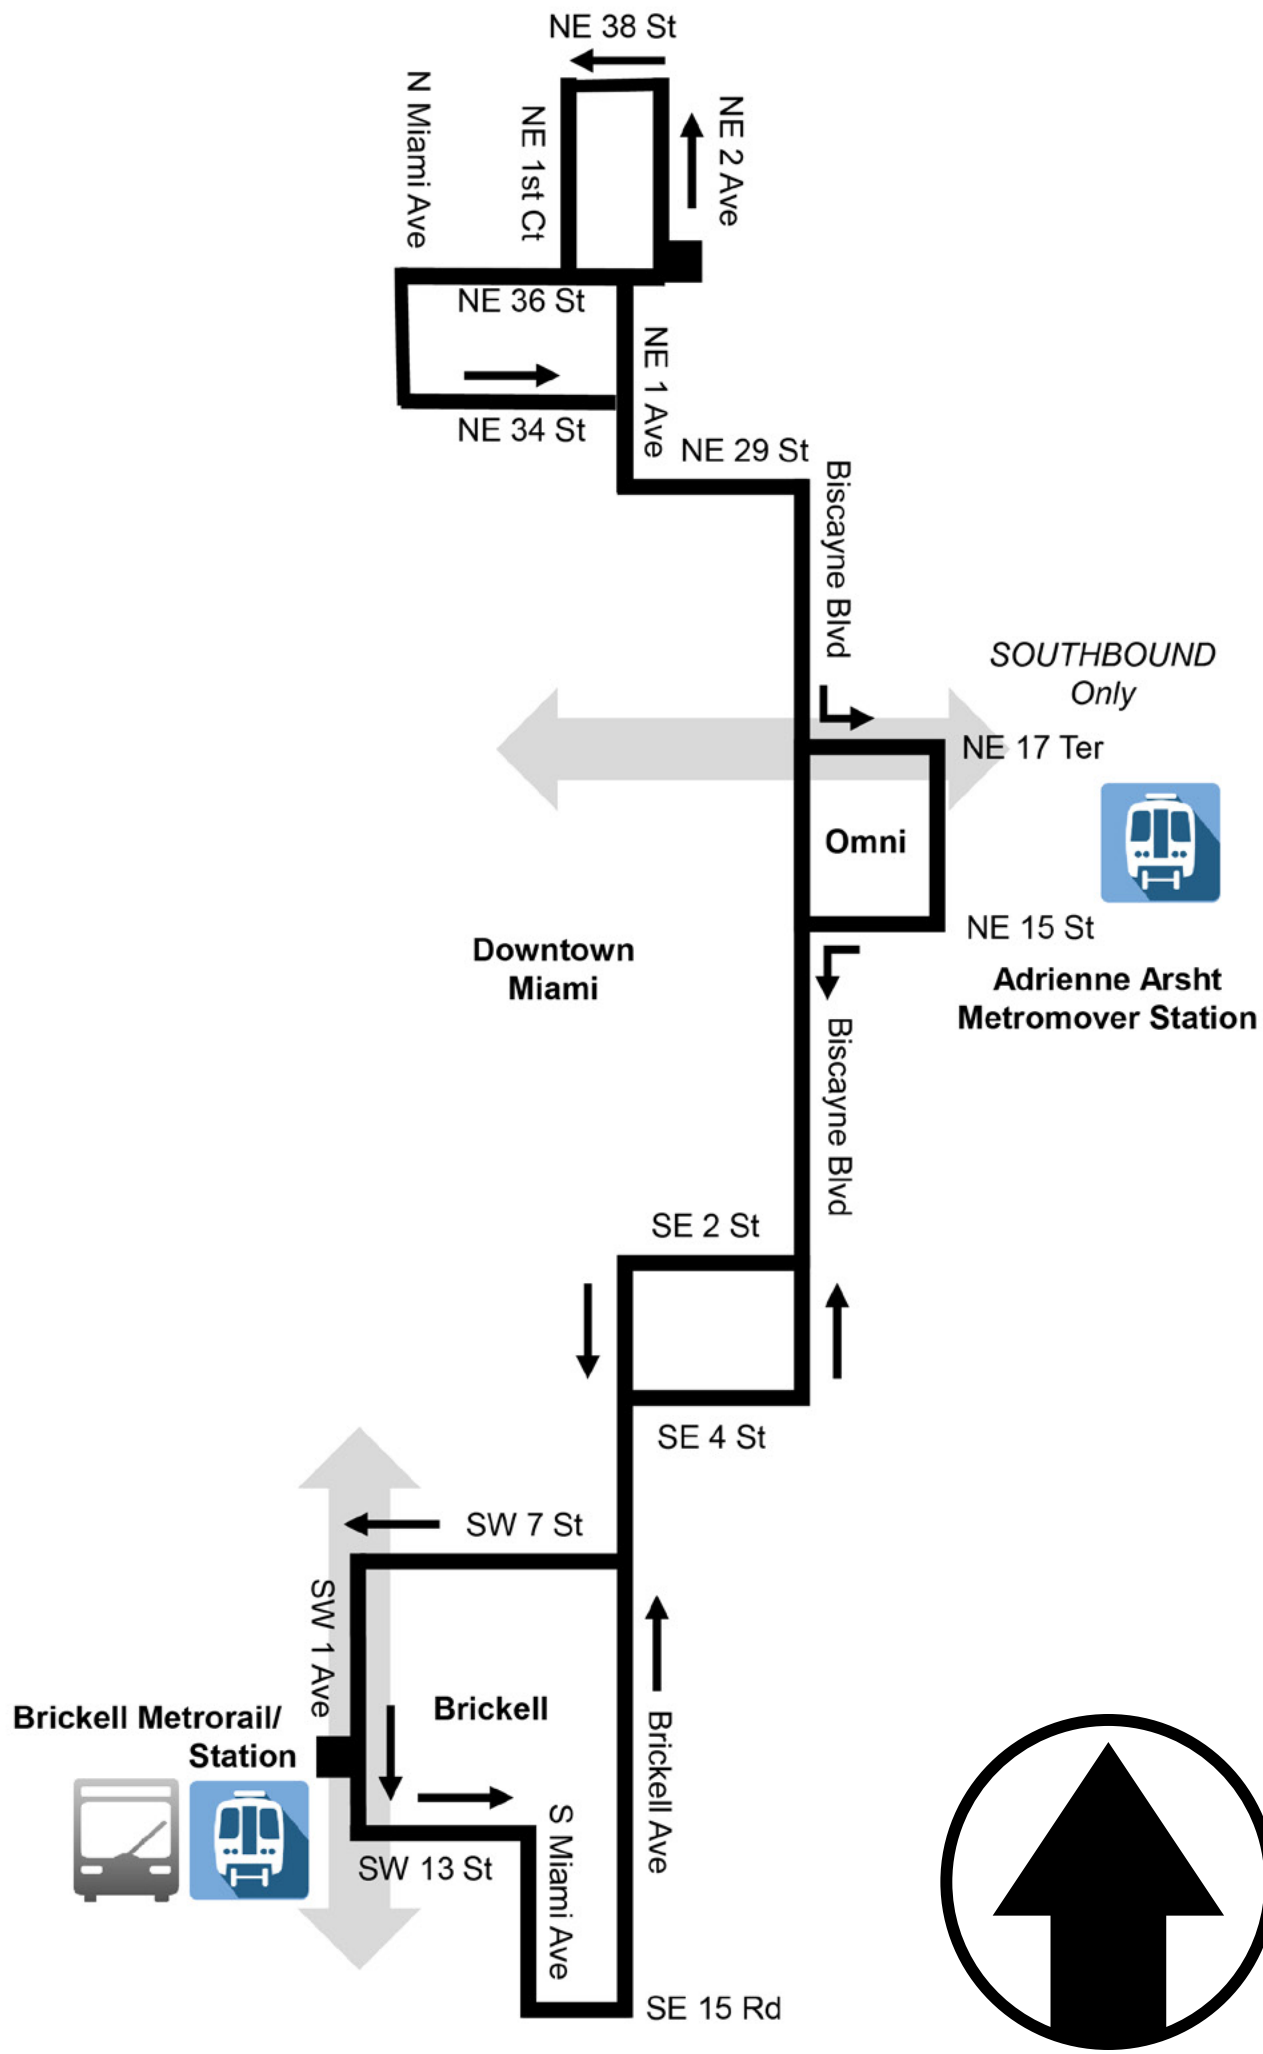 NE 38 St
N Miami Ave
NE 1st Ct
NE 2 Ave
NE 36 St
NE 1 Ave
NE 34 St
NE 29 St
Biscayne Blvd
SOUTHBOUND
Only
NE 17 Ter
Omni
NE 15 St
Downtown
Miami
Adrienne Arsht
Metromover Station
Biscayne Blvd
SE 2 St
SE 4 St
SW 7 St
SW 1 Ave
Brickell Metrorail/
Station
Brickell
Brickell Ave
S Miami Ave
SW 13 St
SE 15 Rd